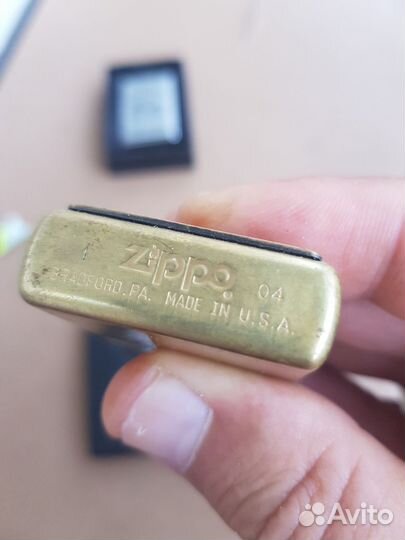 I Zippo 04
BRADFORD, PA. MADE IN U.S.A.
Avito